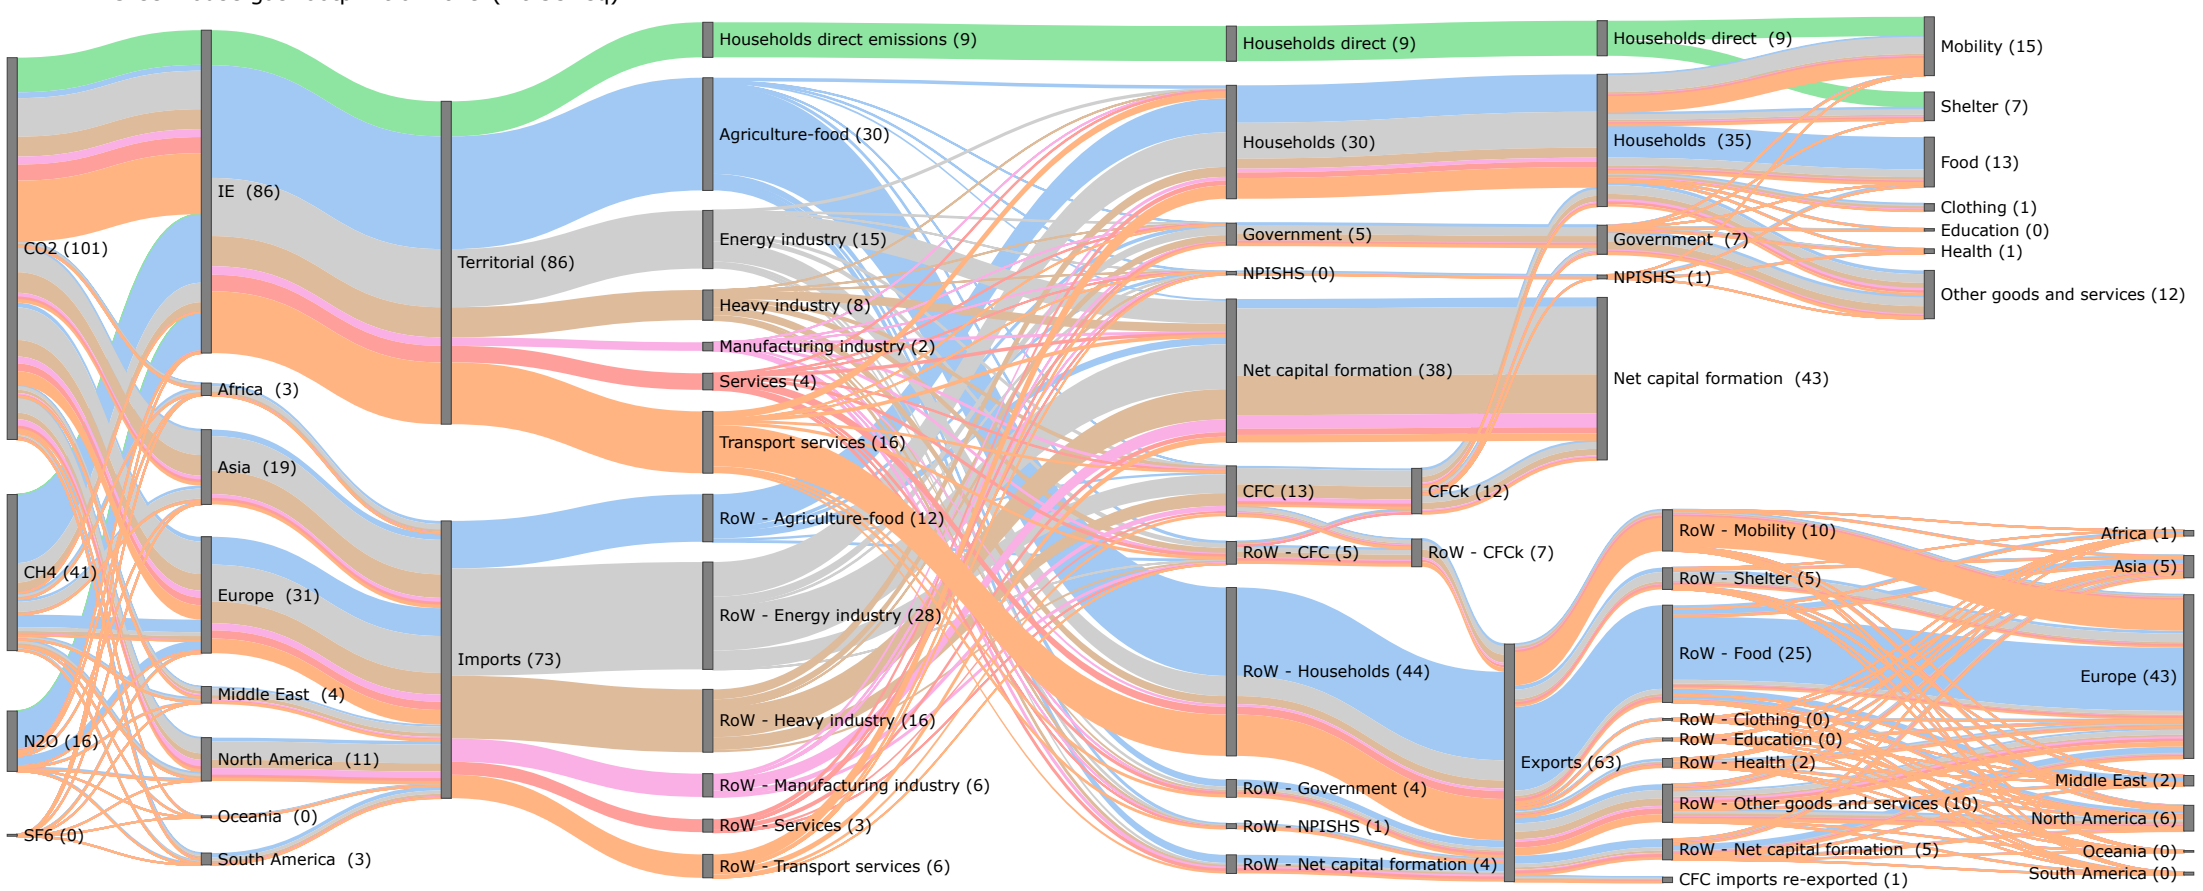 CO2 (101)
CH4 (41)
N2O (16)
SF6 (0)
IE (86)
Africa (3)
Asia (19)
Europe (31)
Middle East (4)
North America (11)
Oceania (0)
South America (3)
Territorial (86)
Imports (73)
Households direct emissions (9)
Agriculture-food (30)
Energy industry (15)
Heavy industry (8)
Manufacturing industry (2)
Services (4)
Transport services (16)
RoW - Agriculture-food (12)
RoW - Energy industry (28)
RoW - Heavy industry (16)
RoW - Manufacturing industry (6)
RoW - Services (3)
RoW - Transport services (6)
Households direct (9)
Households (30)
Government (5)
NPISHS (0)
Net capital formation (38)
CFC (13)
RoW - CFC (5)
RoW - Households (44)
RoW - Government (4)
RoW - NPISHS (1)
RoW - Net capital formation (4)
CFCk (12)
RoW - CFCk (7)
Exports (63)
Households direct (9)
Households (35)
Government (7)
NPISHS (1)
Net capital formation (43)
RoW - Mobility (10)
RoW - Shelter (5)
RoW - Food (25)
RoW - Clothing (0)
RoW - Education (0)
RoW - Health (2)
RoW - Other goods and services (10)
RoW - Net capital formation (5)
CFC imports re-exported (1)
Mobility (15)
Shelter (7)
Food (13)
Clothing (1)
Education (0)
Health (1)
Other goods and services (12)
Africa (1)
Asia (5)
Europe (43)
Middle East (2)
North America (6)
Oceania (0)
South America (0)